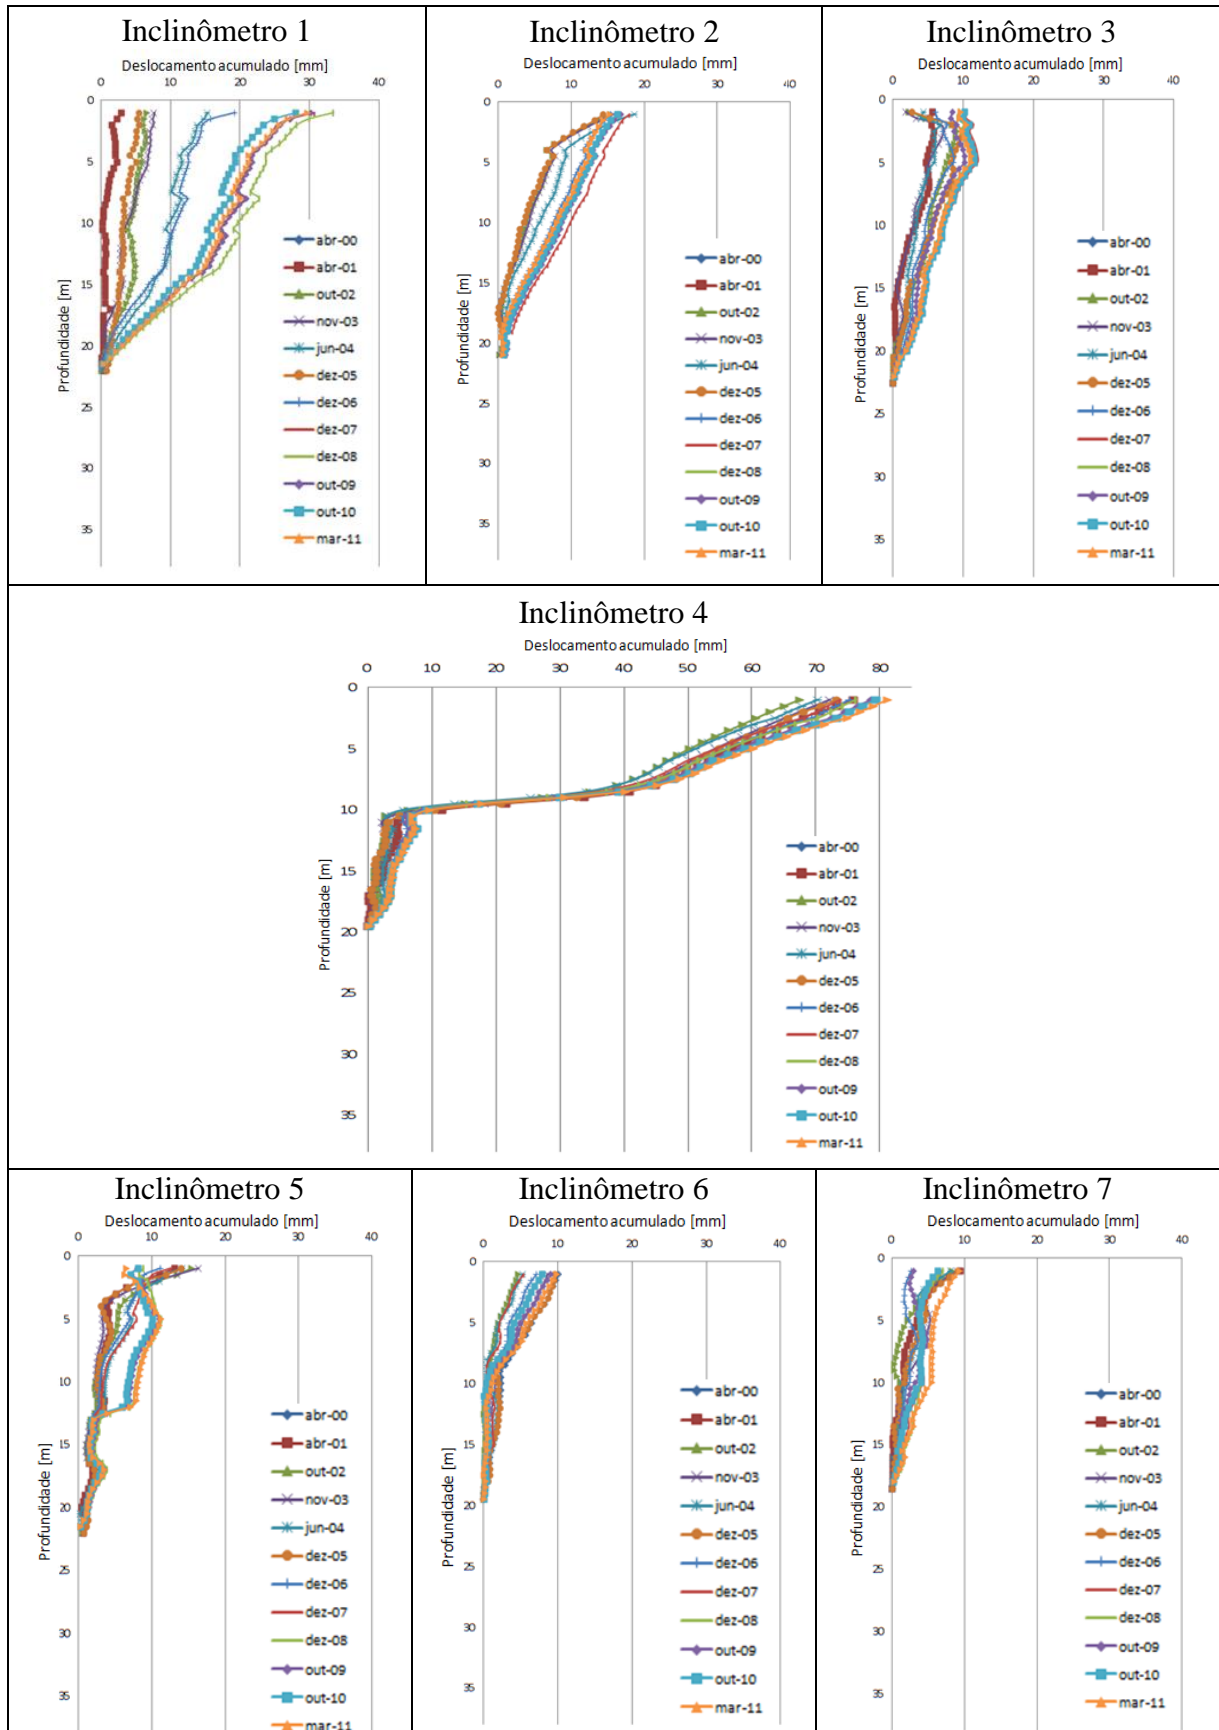 Inclinômetro 1
Deslocamento acumulado [mm]
0 10 20 30 40
0
5
10
15
20
25
30
35
Profundidade [m]
abr-00
abr-01
out-02
nov-03
jun-04
dez-05
dez-06
dez-07
dez-08
out-09
out-10
mar-11
Inclinômetro 2
Deslocamento acumulado [mm]
0 10 20 30 40
0
5
10
15
20
25
30
35
Profundidade [m]
abr-00
abr-01
out-02
nov-03
jun-04
dez-05
dez-06
dez-07
dez-08
out-09
out-10
mar-11
Inclinômetro 3
Deslocamento acumulado [mm]
0 10 20 30 40
0
5
10
15
20
25
30
35
Profundidade [m]
abr-00
abr-01
out-02
nov-03
jun-04
dez-05
dez-06
dez-07
dez-08
out-09
out-10
mar-11
Inclinômetro 4
Deslocamento acumulado [mm]
0 10 20 30 40 50 60 70 80
0
5
10
15
20
25
30
35
Profundidade [m]
abr-00
abr-01
out-02
nov-03
jun-04
dez-05
dez-06
dez-07
dez-08
out-09
out-10
mar-11
Inclinômetro 5
Deslocamento acumulado [mm]
0 10 20 30 40
0
5
10
15
20
25
30
35
Profundidade [m]
abr-00
abr-01
out-02
nov-03
jun-04
dez-05
dez-06
dez-07
dez-08
out-09
out-10
mar-11
Inclinômetro 6
Deslocamento acumulado [mm]
0 10 20 30 40
0
5
10
15
20
25
30
35
Profundidade [m]
abr-00
abr-01
out-02
nov-03
jun-04
dez-05
dez-06
dez-07
dez-08
out-09
out-10
mar-11
Inclinômetro 7
Deslocamento acumulado [mm]
0 10 20 30 40
0
5
10
15
20
25
30
35
Profundidade [m]
abr-00
abr-01
out-02
nov-03
jun-04
dez-05
dez-06
dez-07
dez-08
out-09
out-10
mar-11